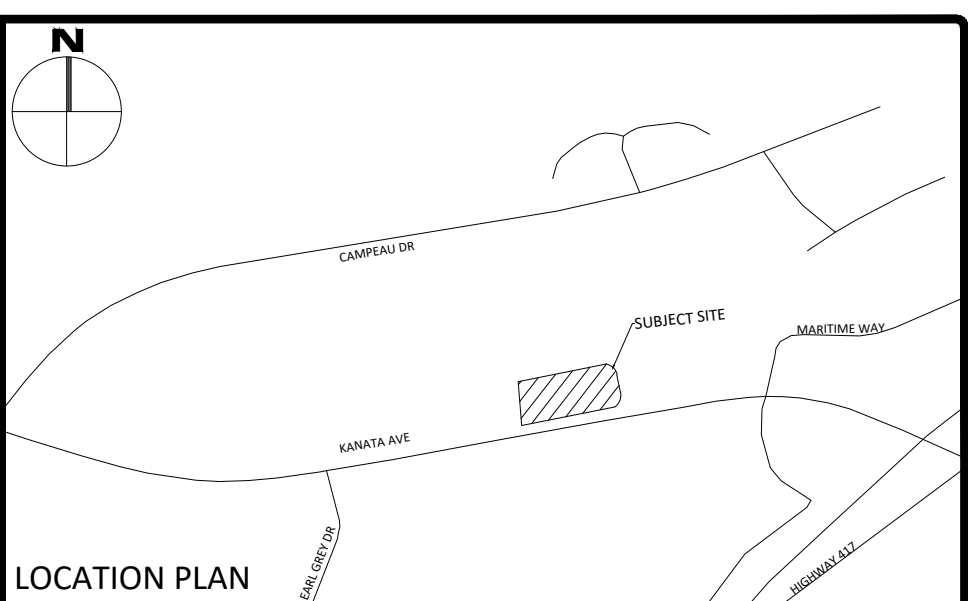 N
CAMPEAU DR
SUBJECT SITE
MARITIME WAY
KANATA AVE
EARL GREY DR
HIGHWAY 417
LOCATION PLAN